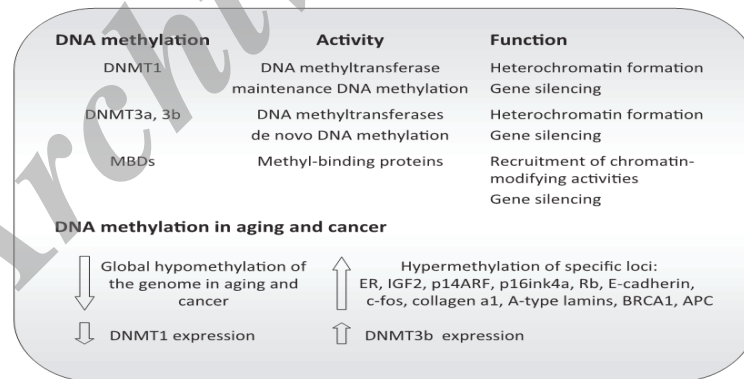 DNA methylation Activity Function
DNMT1 DNA methyltransferase Heterochromatin formation
maintenance DNA methylation Gene silencing
DNMT3a, 3b DNA methyltransferases Heterochromatin formation
de novo DNA methylation Gene silencing
MBDs Methyl-binding proteins Recruitment of chromatin-
modifying activities
Gene silencing
DNA methylation in aging and cancer
Global hypomethylation of
the genome in aging and
cancer
Hypermethylation of specific loci:
ER, IGF2, p14ARF, p16ink4a, Rb, E-cadherin,
c-fos, collagen a1, A-type lamins, BRCA1, APC
DNMT1 expression DNMT3b expression